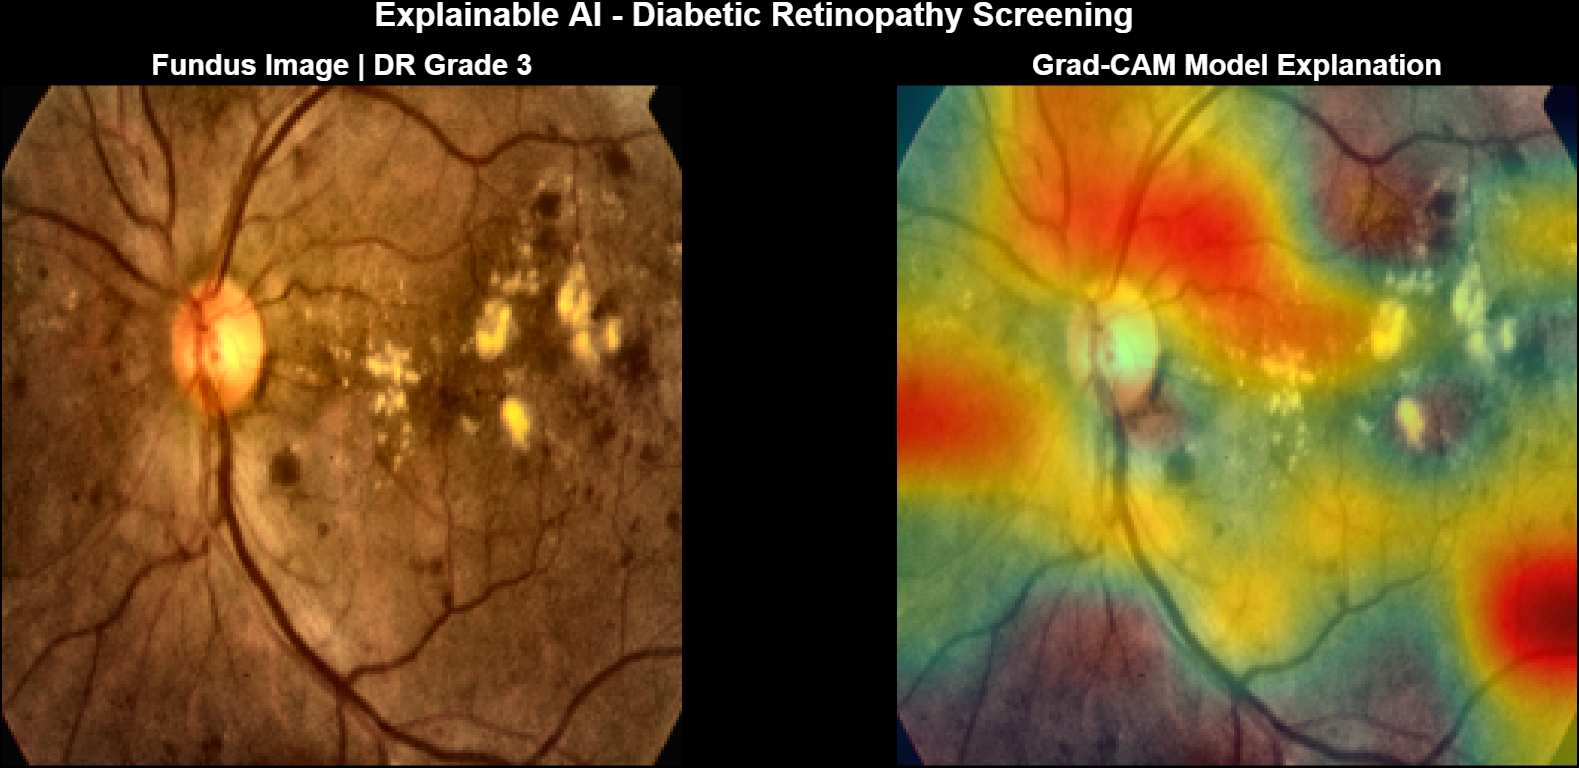 Explainable AI - Diabetic Retinopathy Screening
Fundus Image | DR Grade 3
Grad-CAM Model Explanation